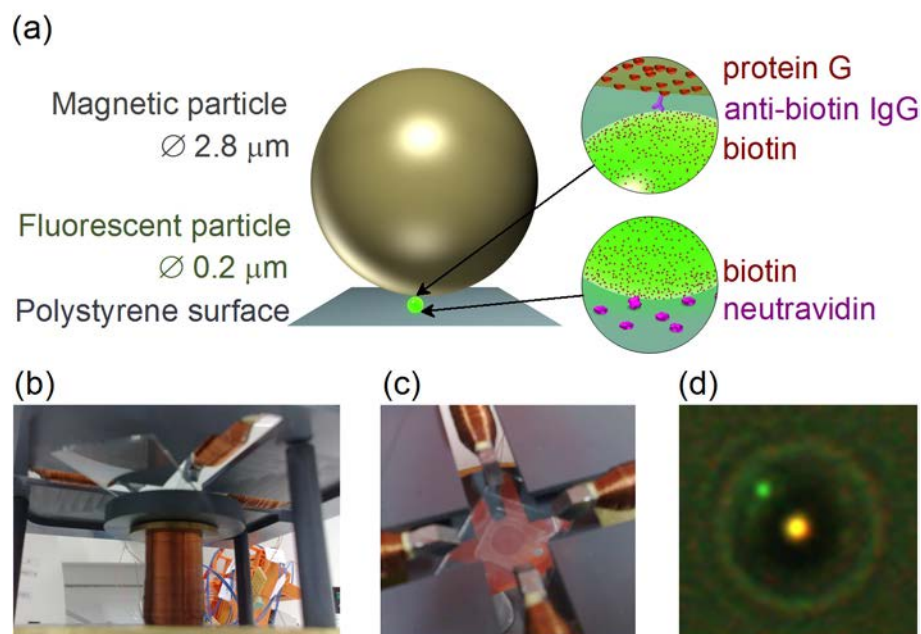 (a)
Magnetic particle
∅ 2.8 μm
Fluorescent particle
∅ 0.2 μm
Polystyrene surface
protein G
anti-biotin IgG
biotin
biotin
neutravidin
(b)
(c)
(d)